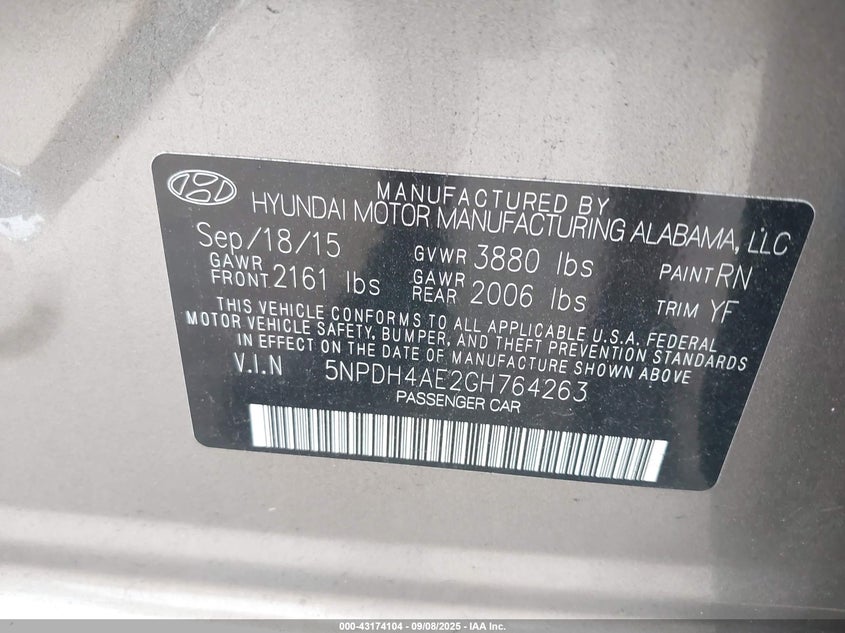 MANUFACTURED BY
HYUNDAI MOTOR MANUFACTURING ALABAMA, LLC
Sep/18/15 GVWR 3880 lbs PAINT RN
GAWR FRONT 2161 lbs GAWR REAR 2006 lbs TRIM YF
THIS VEHICLE CONFORMS TO ALL APPLICABLE U.S.A. FEDERAL
MOTOR VEHICLE SAFETY, BUMPER, AND THEFT PREVENTION STANDARDS
IN EFFECT ON THE DATE OF MANUFACTURE SHOWN ABOVE
V.I.N 5NPDH4AE2GH764263
PASSENGER CAR
000-43174104 - 09/08/2025 - IAA Inc.